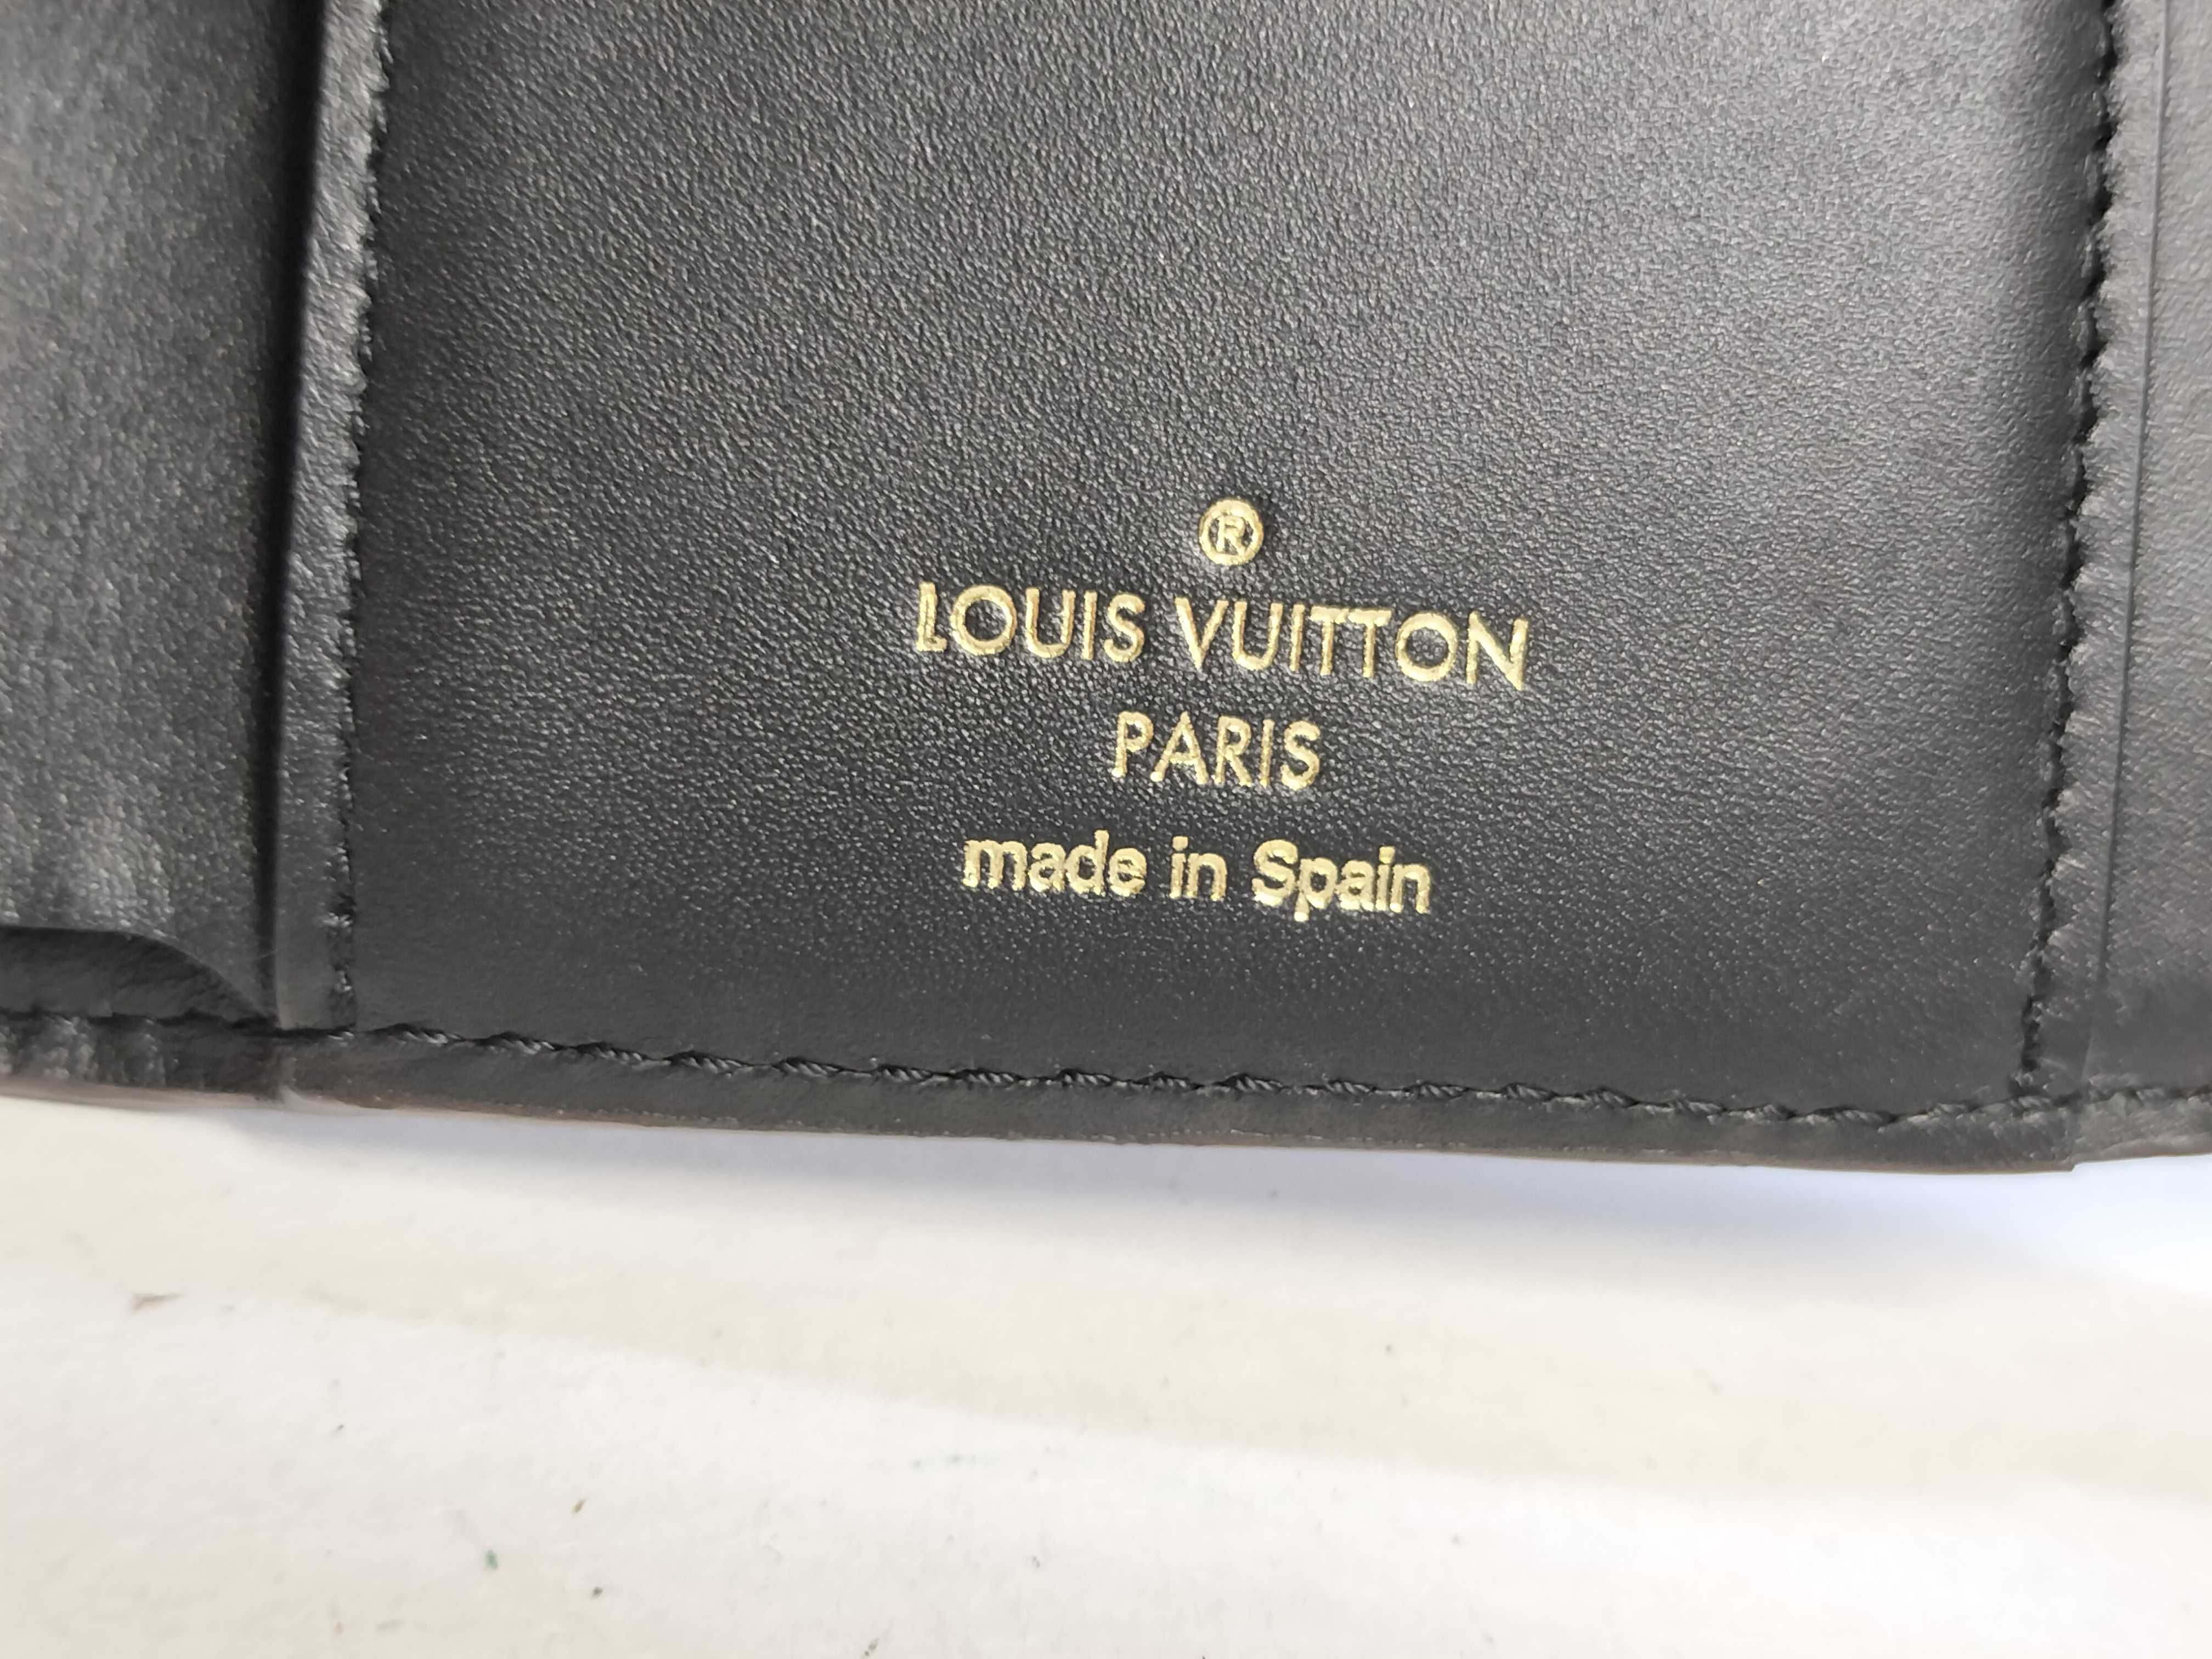 ®
LOUIS VUITTON
PARIS
made in Spain